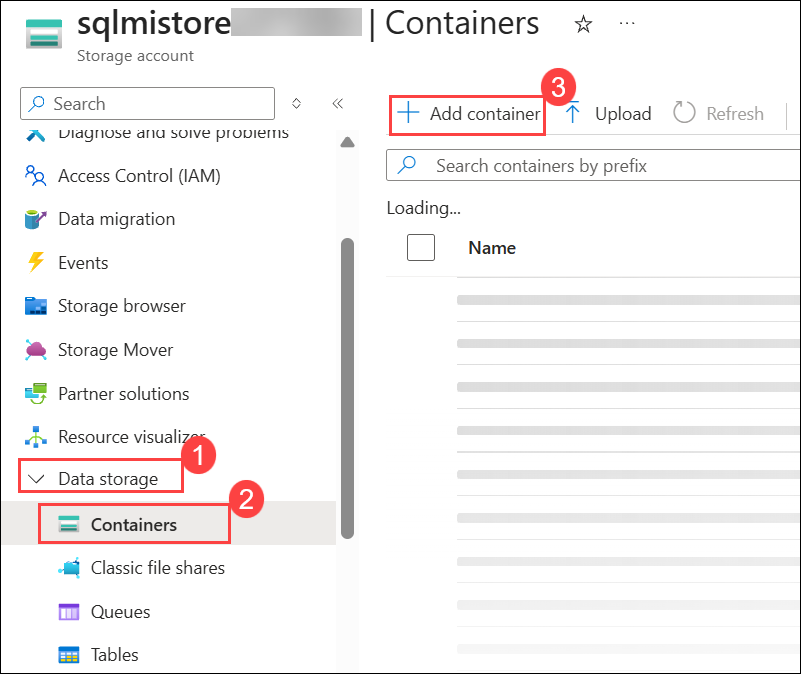 sqlmistore | Containers ☆ ...
Storage account
Search
Diagnose and solve problems
Access Control (IAM)
Data migration
Events
Storage browser
Storage Mover
Partner solutions
Resource visualizer
1
Data storage
2
Containers
Classic file shares
Queues
Tables
3
Add container
Upload
Refresh
Search containers by prefix
Loading...
Name